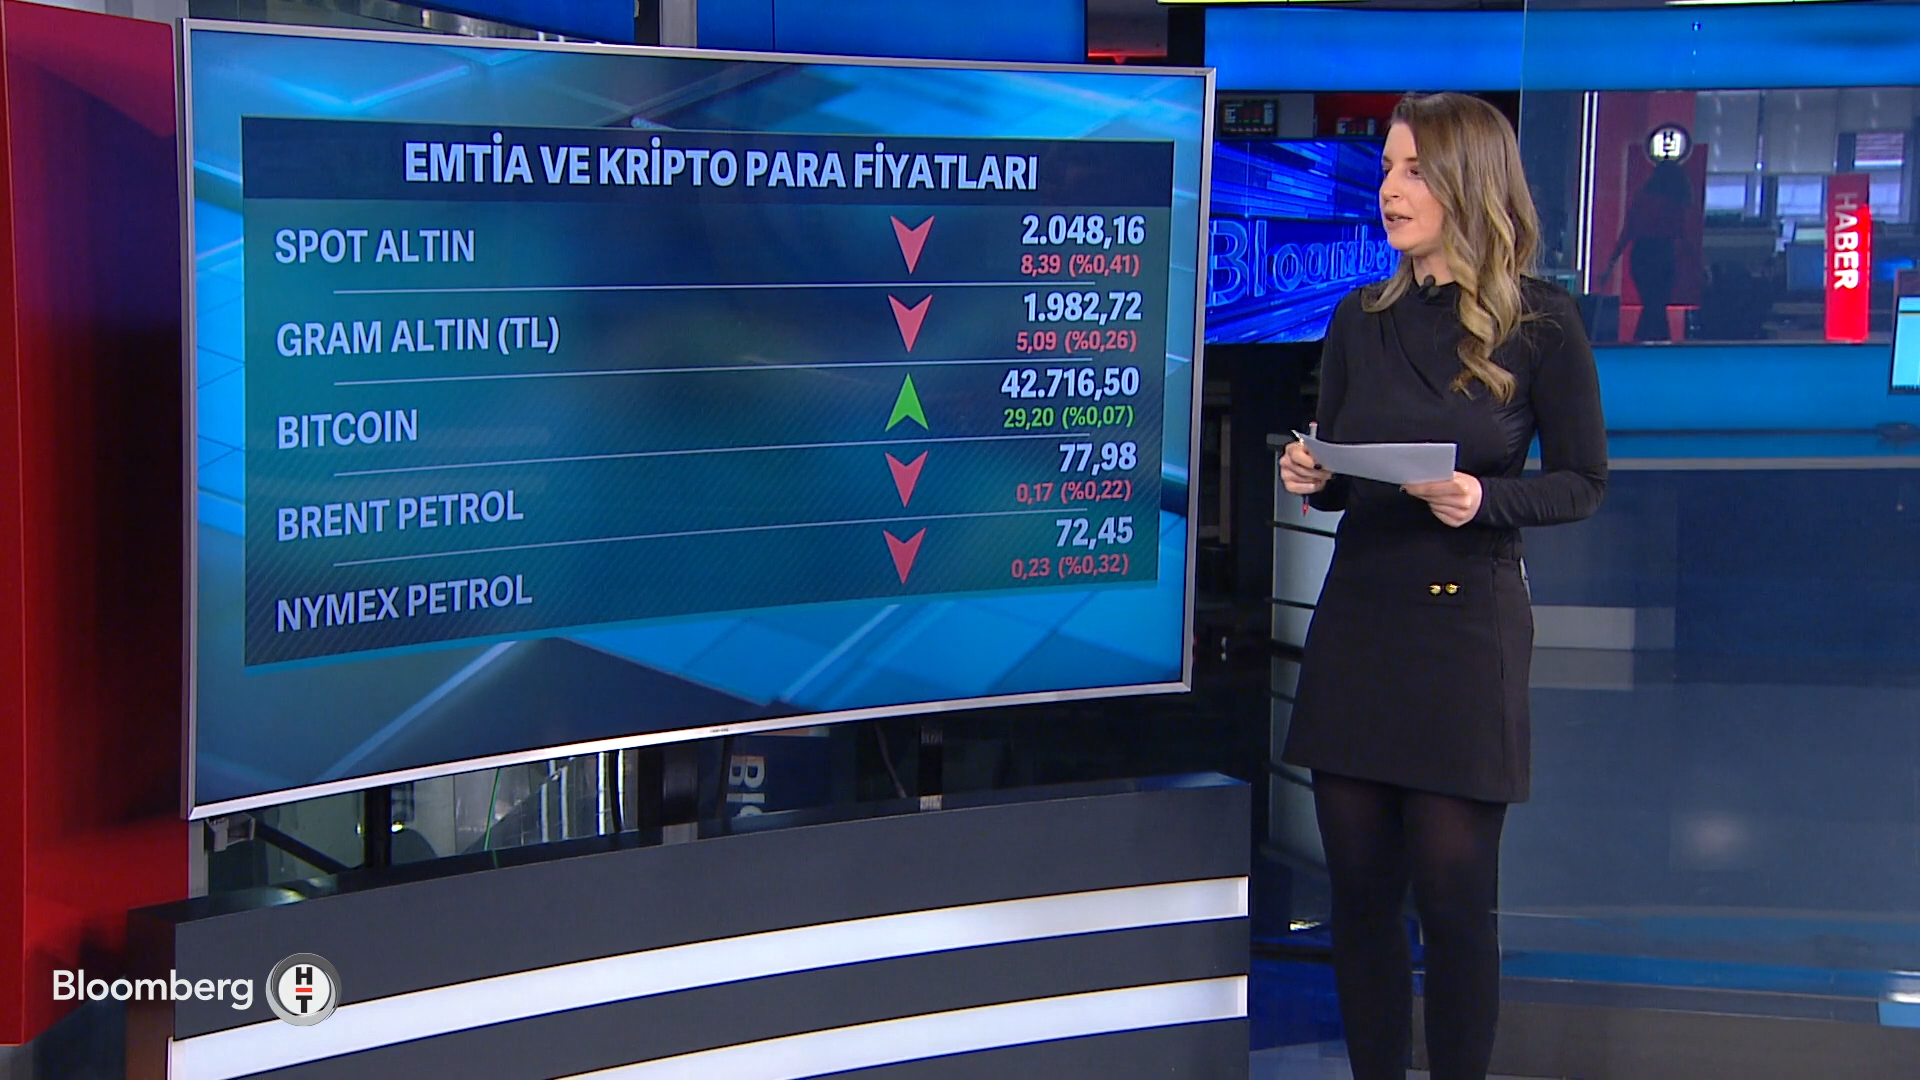 EMTİA VE KRİPTO PARA FİYATLARI
SPOT ALTIN 2.048,16
8,39 (%0,41)
GRAM ALTIN (TL) 1.982,72
5,09 (%0,26)
BITCOIN 42.716,50
29,20 (%0,07)
BRENT PETROL 77,98
0,17 (%0,22)
NYMEX PETROL 72,45
0,23 (%0,32)
Bloomberg
HT
HABER
Bloomberg HT